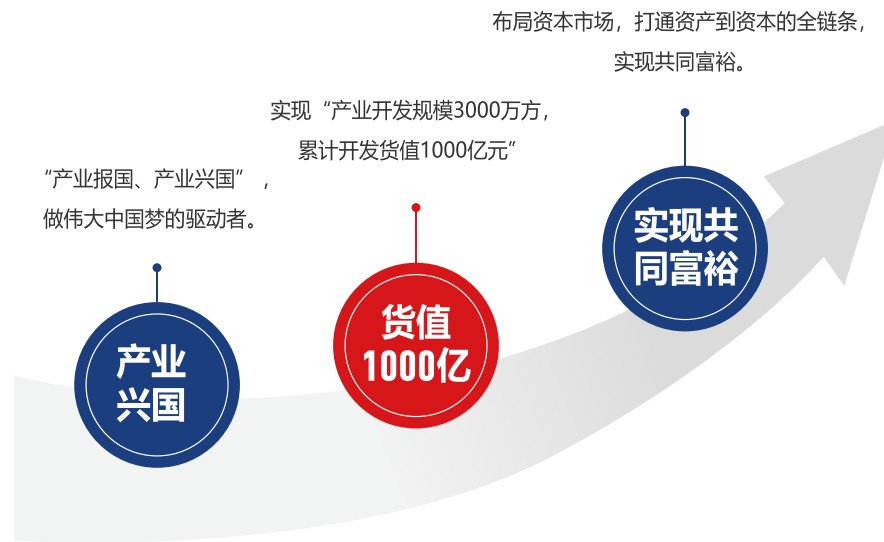 布局资本市场，打通资产到资本的全链条，
实现共同富裕。
实现“产业开发规模3000万方，
累计开发货值1000亿元”
“产业报国、产业兴国”，
做伟大中国梦的驱动者。
实现共
同富裕
货值
1000亿
产业
兴国